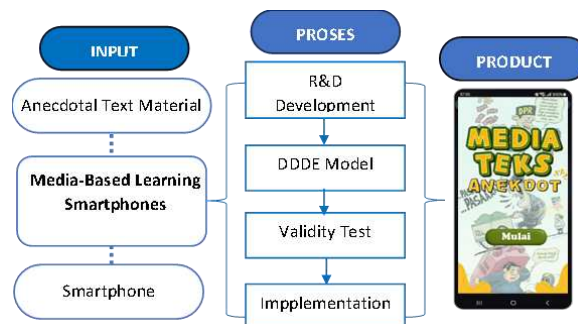 INPUT
Anecdotal Text Material
Media-Based Learning
Smartphones
Smartphone
PROSES
R&D
Development
DDDE Model
Validity Test
Impplementation
PRODUCT
DPR
MEDIA
TEKS
ANEKDOT
Mulai